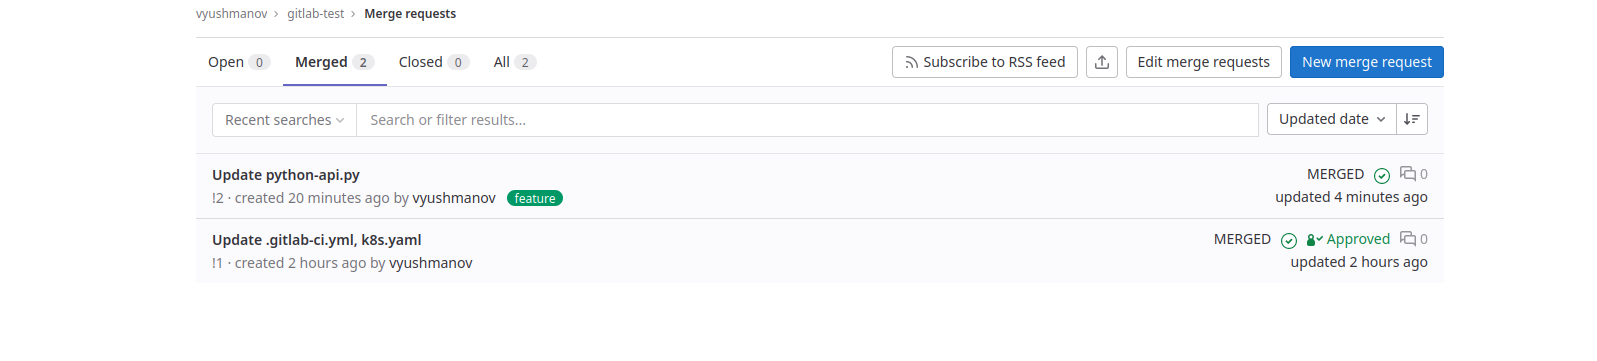 vyushmanov > gitlab-test > Merge requests
Open 0 Merged 2 Closed 0 All 2 Subscribe to RSS feed Edit merge requests New merge request
Recent searches Search or filter results... Updated date
Update python-api.py MERGED 0
!2 · created 20 minutes ago by vyushmanov feature updated 4 minutes ago
Update .gitlab-ci.yml, k8s.yaml MERGED Approved 0
!1 · created 2 hours ago by vyushmanov updated 2 hours ago